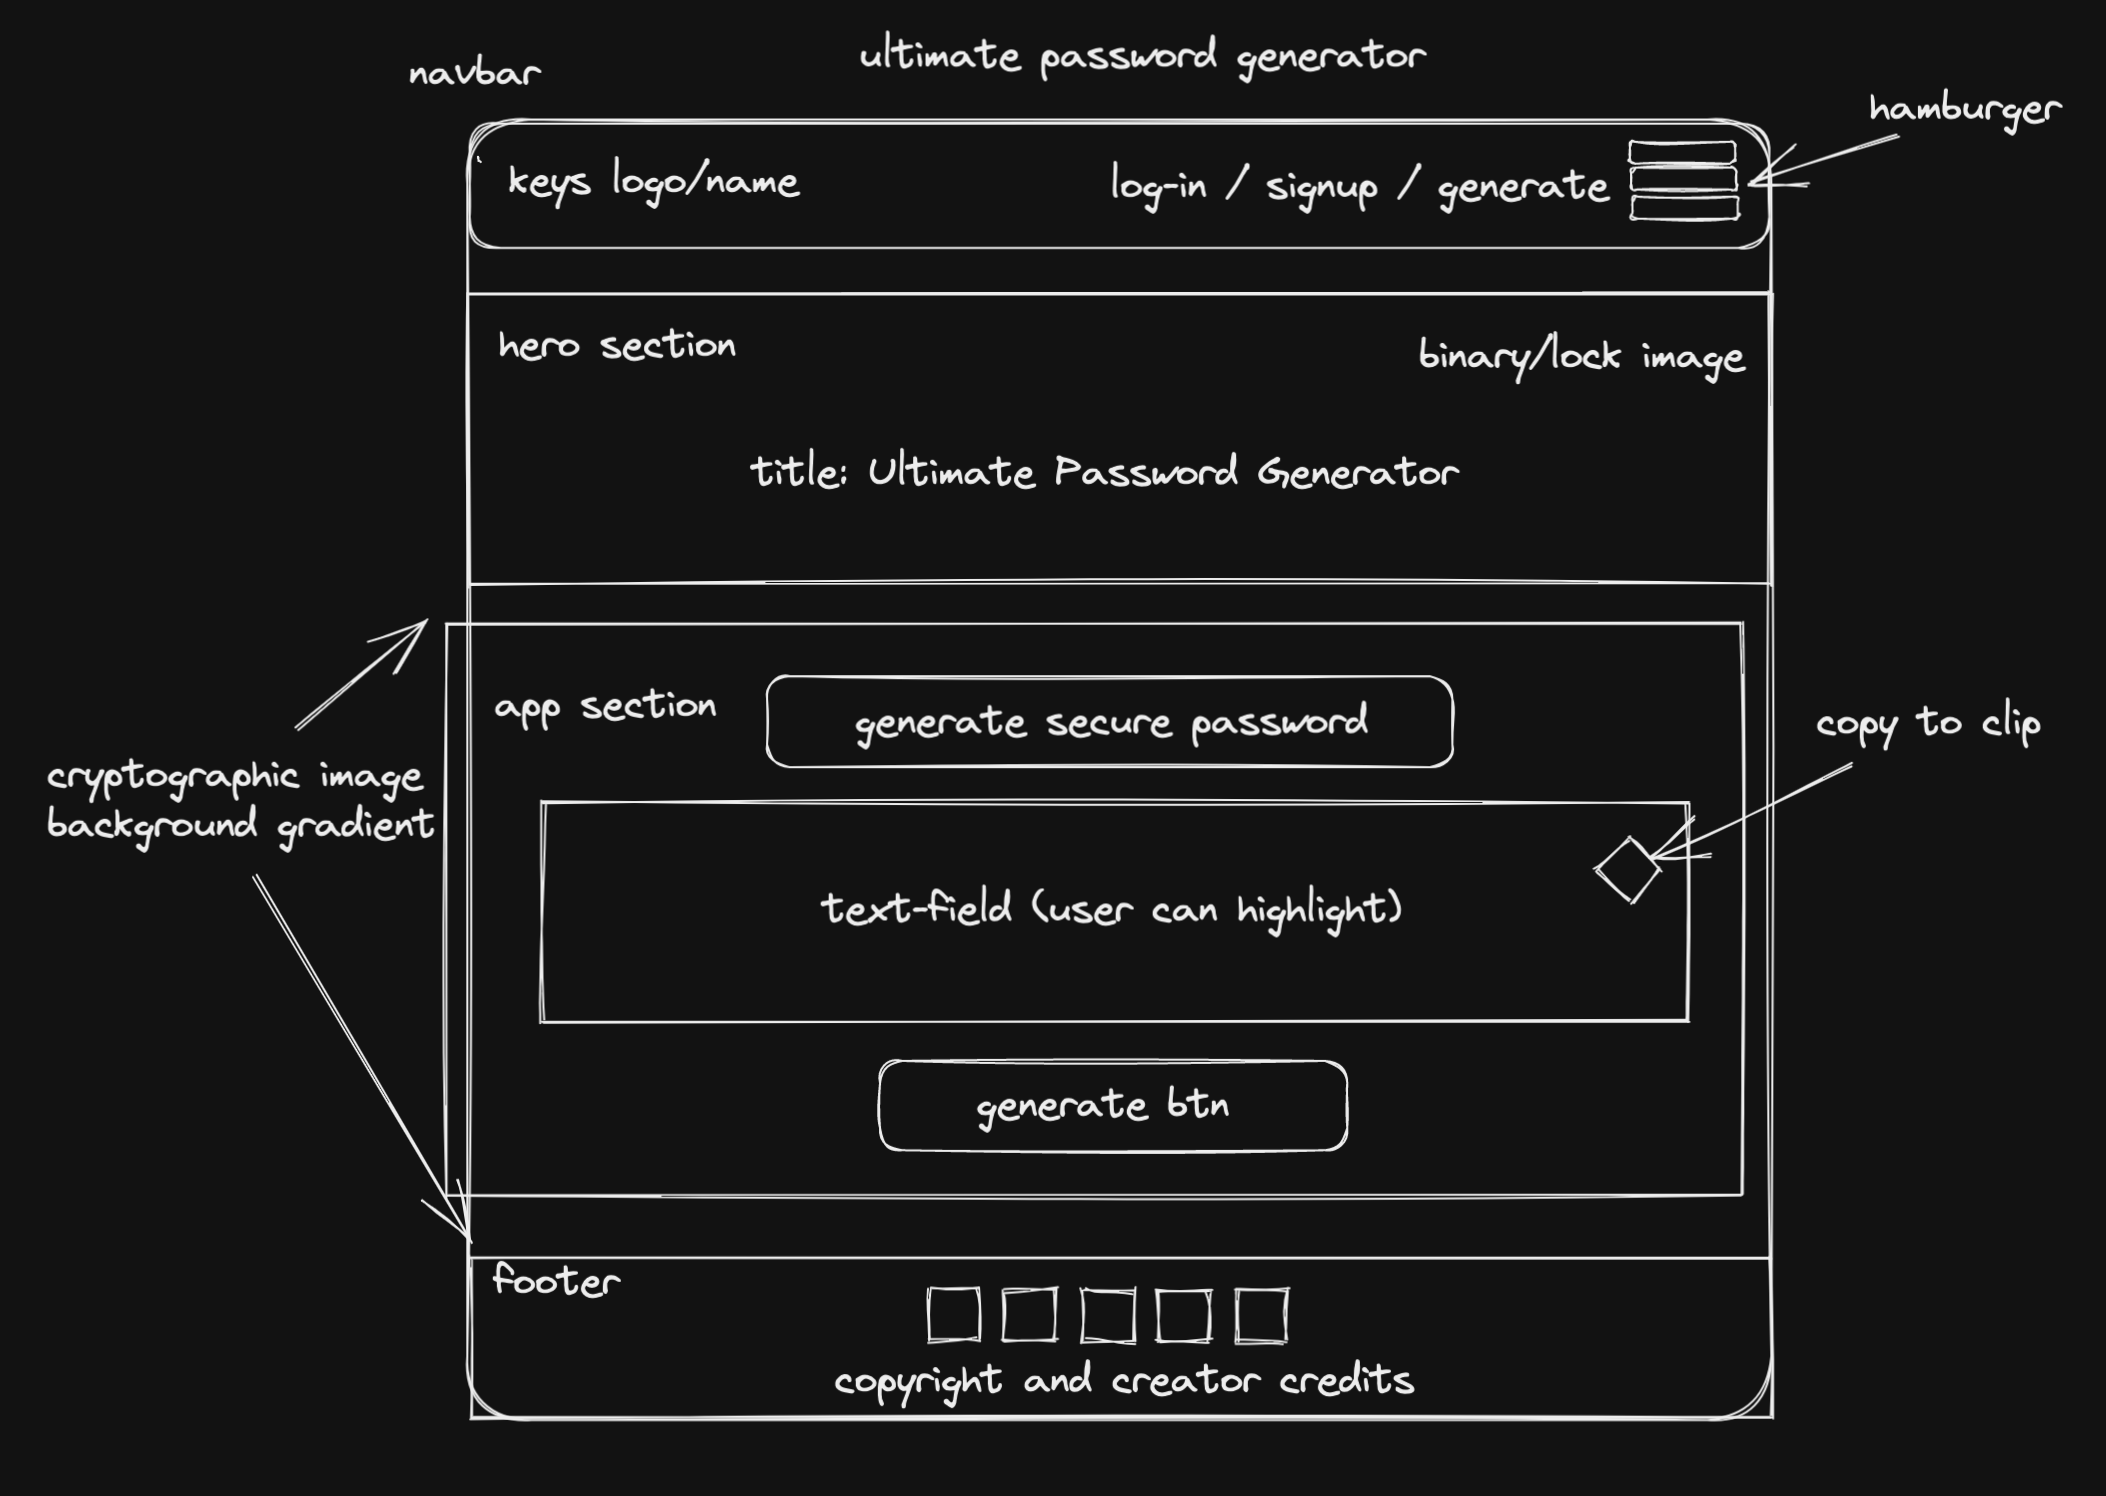 ultimate password generator
navbar
hamburger
keys logo/name
log-in / signup / generate
hero section
binary/lock image
title: Ultimate Password Generator
app section
generate secure password
copy to clip
cryptographic image
background gradient
text-field (user can highlight)
generate btn
footer
copyright and creator credits